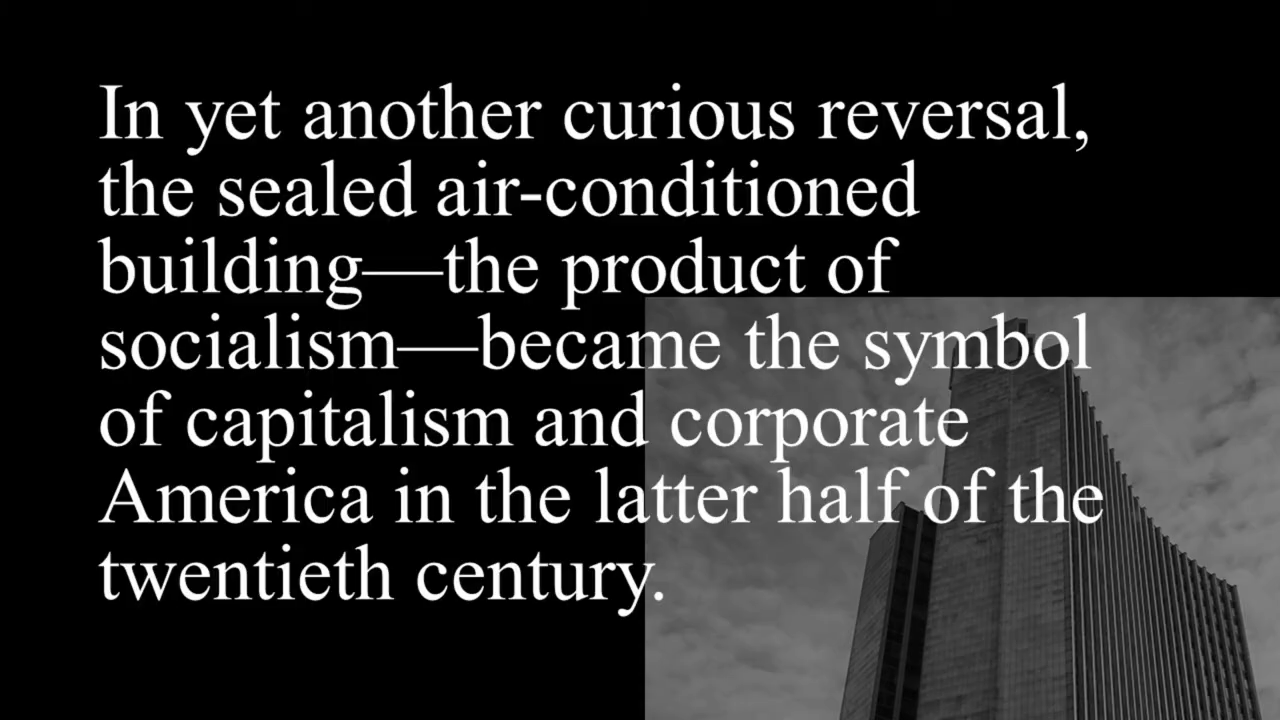 In yet another curious reversal,
the sealed air-conditioned
building—the product of
socialism—became the symbol
of capitalism and corporate
America in the latter half of the
twentieth century.